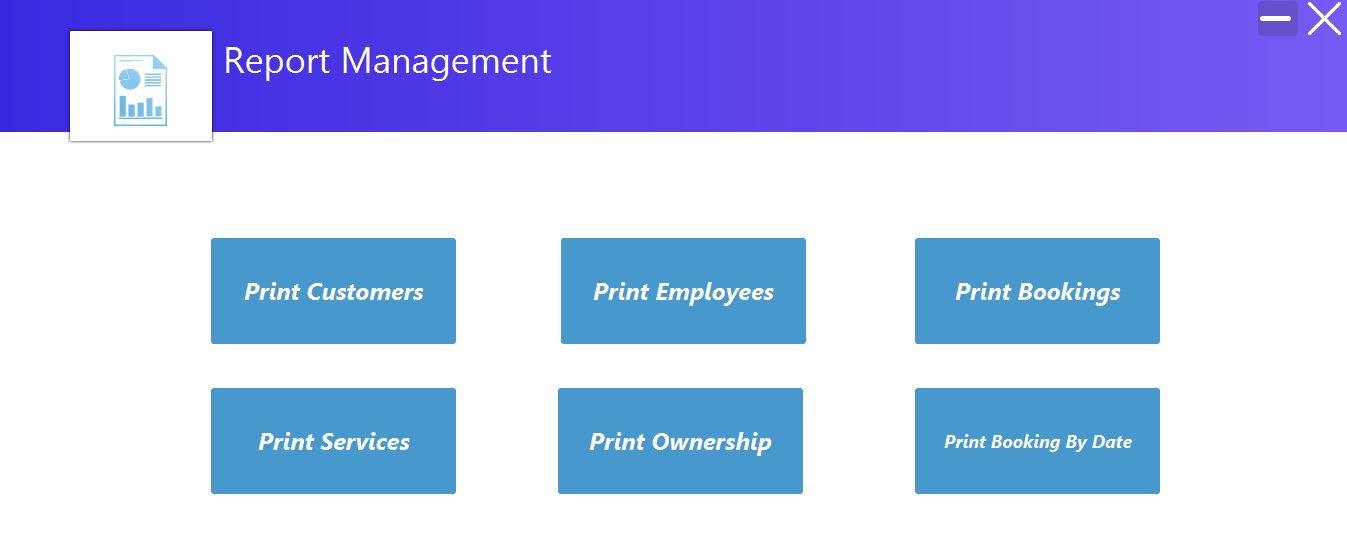 Report Management
Print Customers
Print Employees
Print Bookings
Print Services
Print Ownership
Print Booking By Date